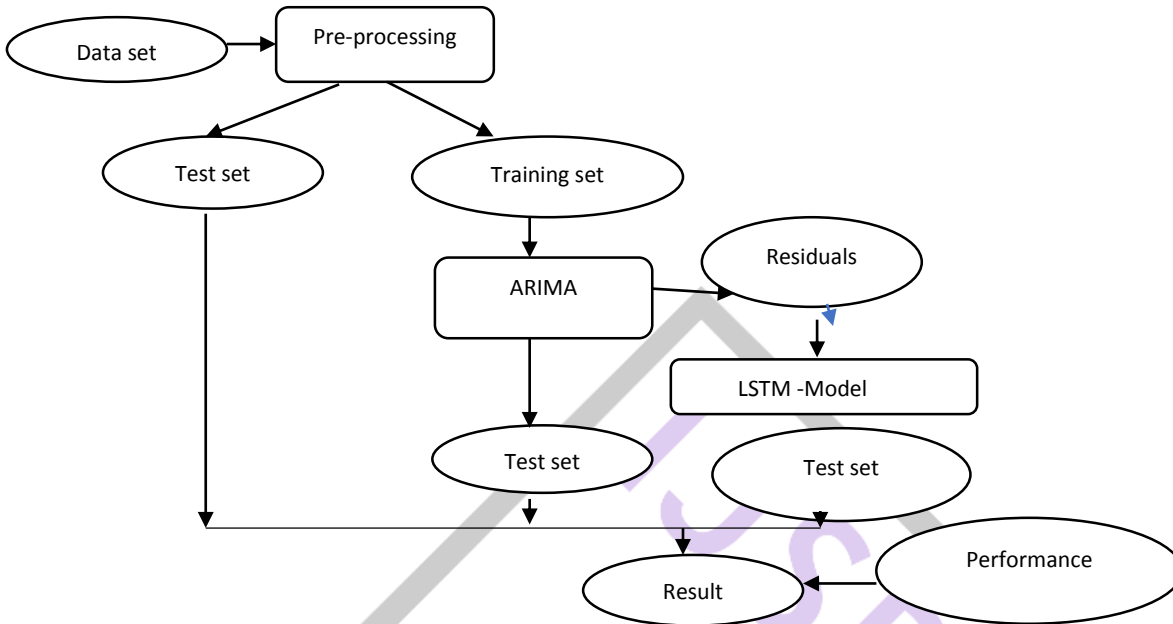 Data set
Pre-processing
Test set
Training set
Residuals
ARIMA
LSTM -Model
Test set
Test set
Performance
Result